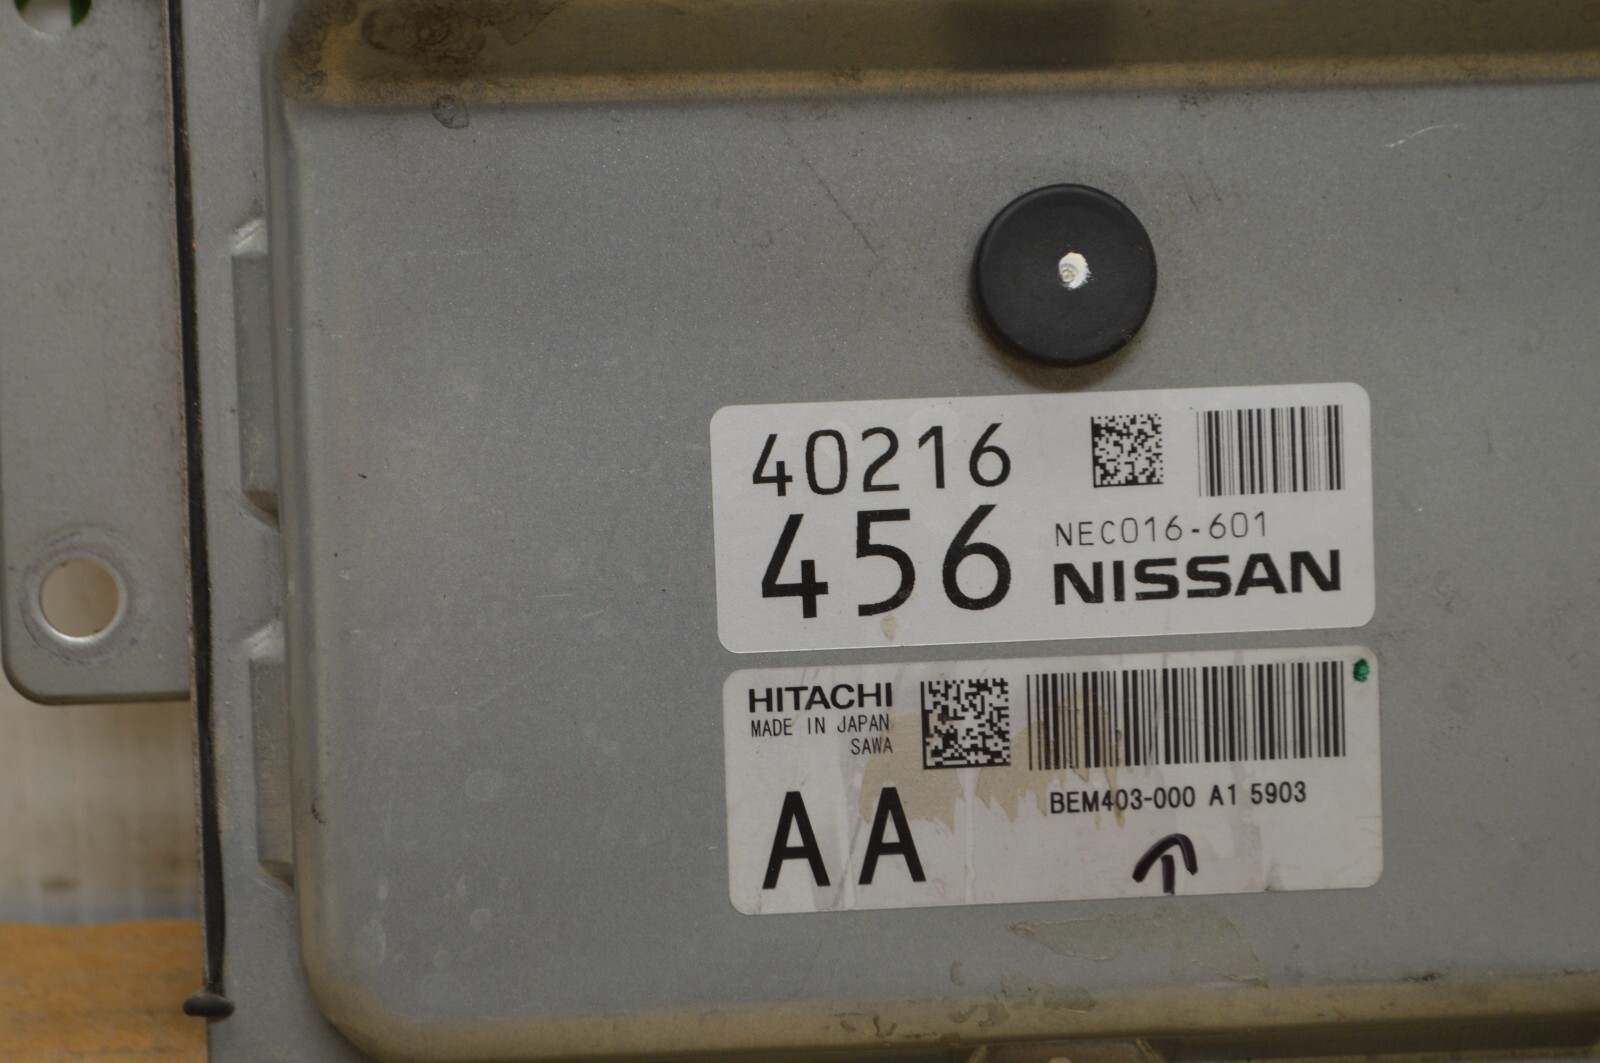 40216
456
NEC016-601
NISSAN
HITACHI
MADE IN JAPAN
SAWA
BEM403-000 A1 5903
AA